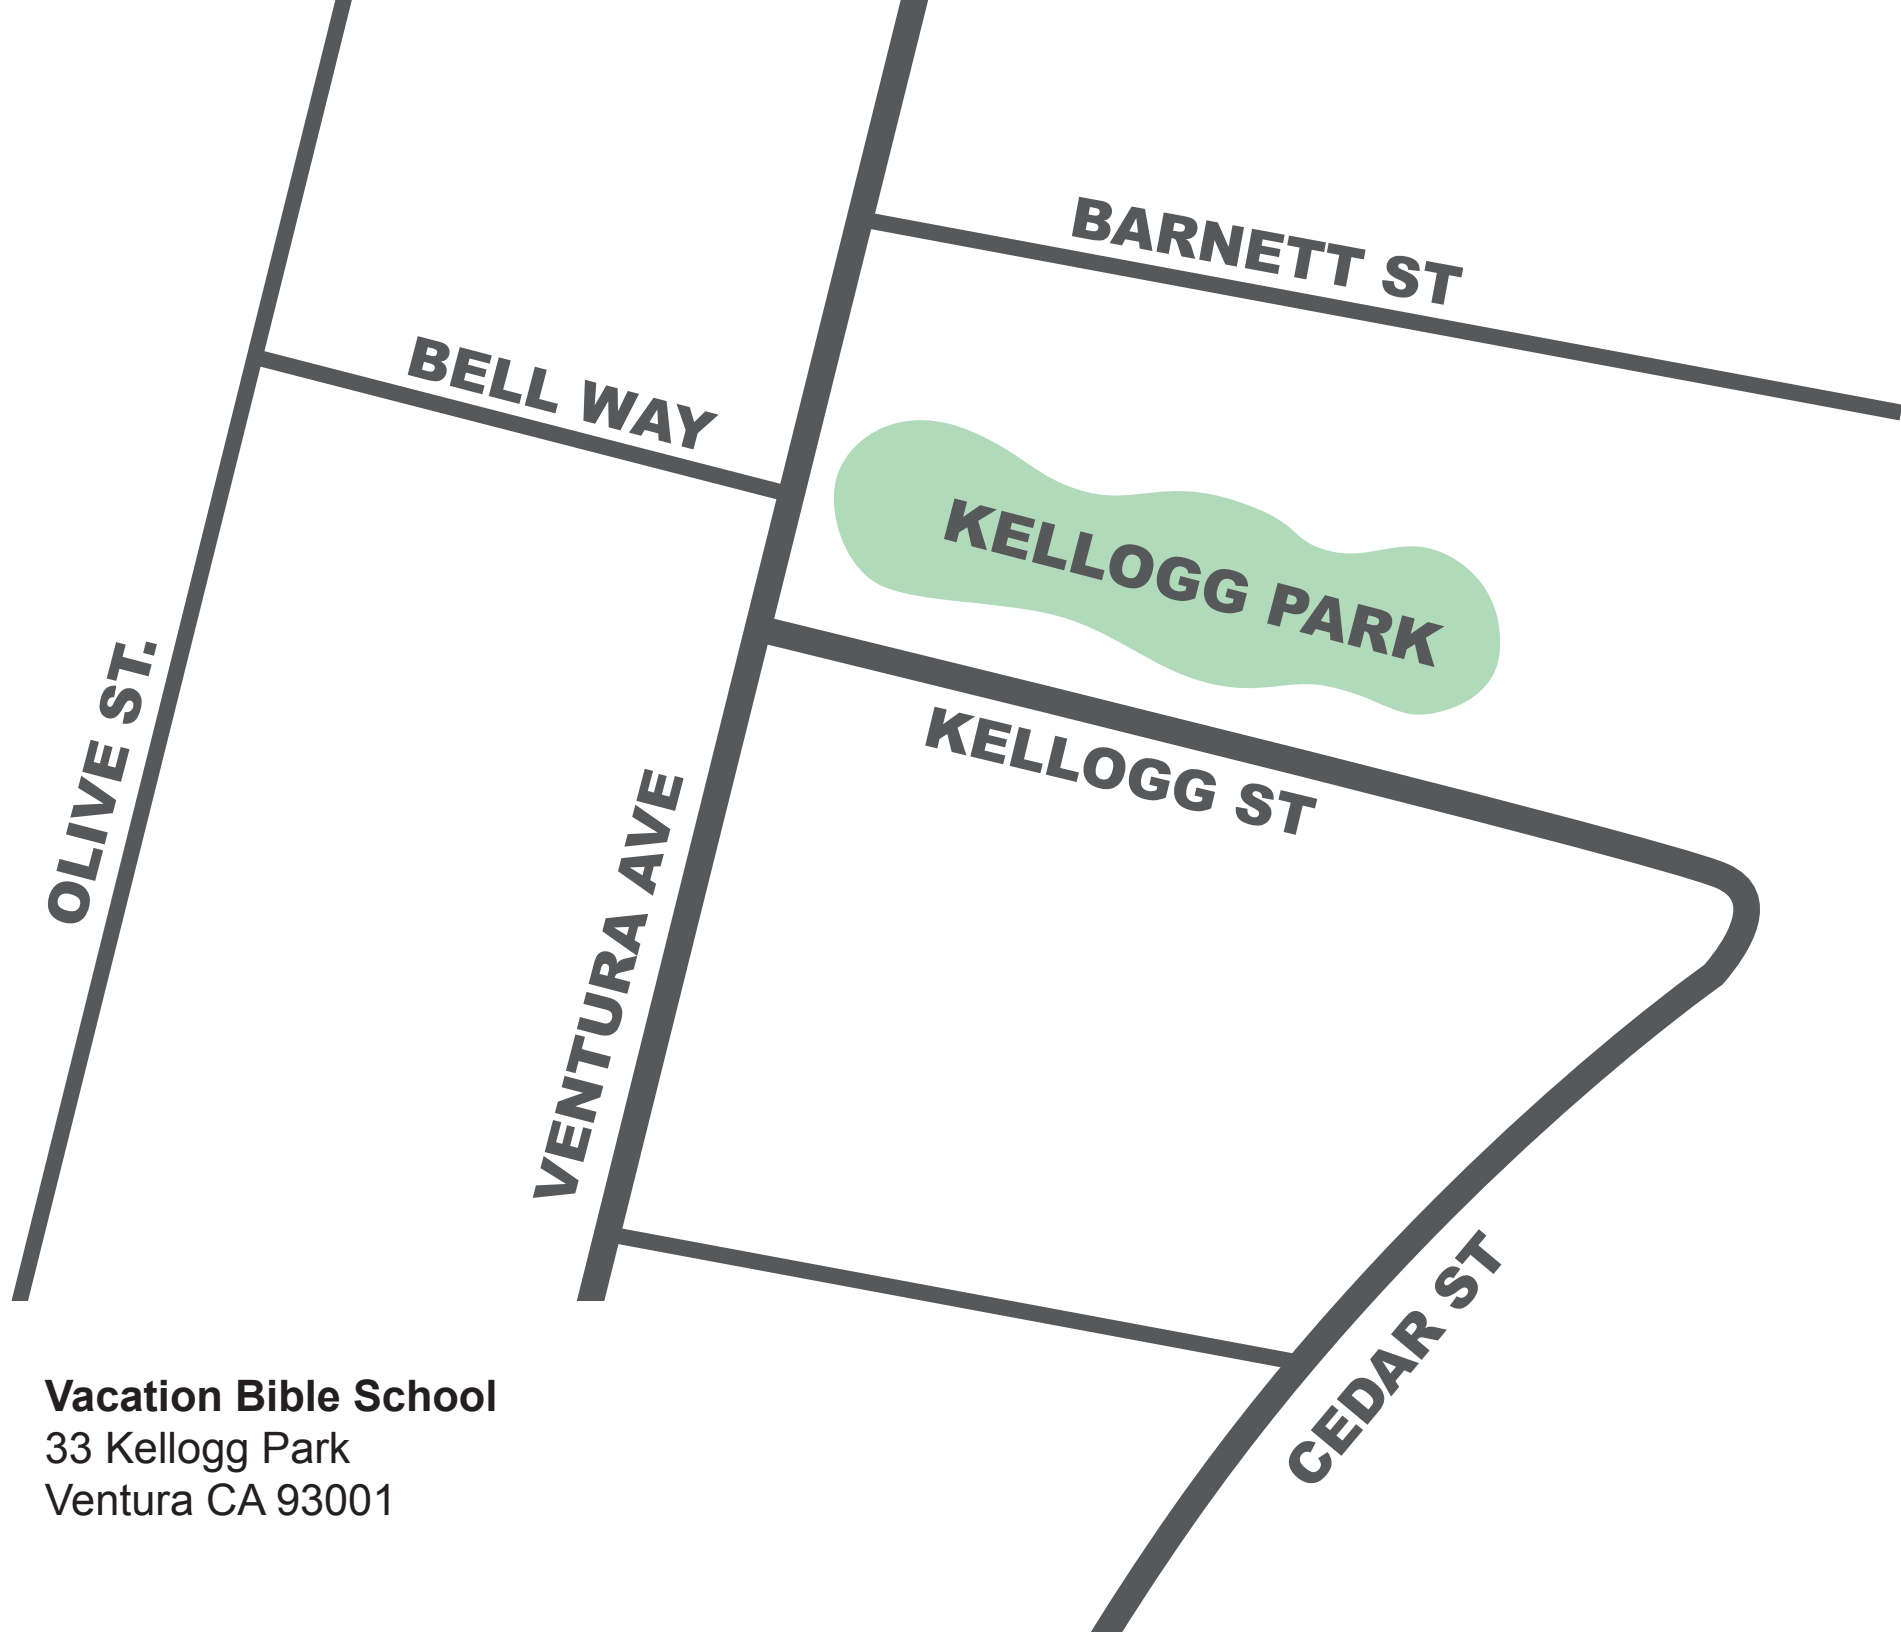 BARNETT ST
BELL WAY
KELLOGG PARK
OLIVE ST.
KELLOGG ST
VENTURA AVE
CEDAR ST
Vacation Bible School
33 Kellogg Park
Ventura CA 93001